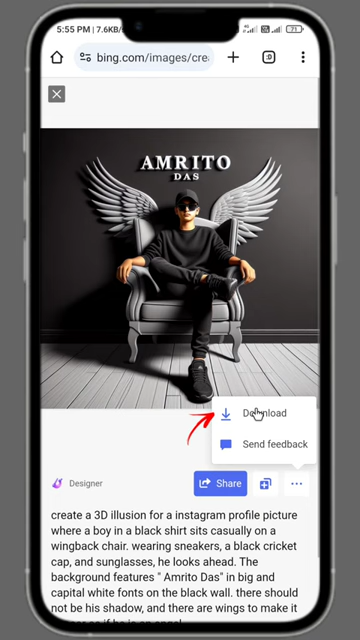 5:55 PM | 7.6KB/
71
bing.com/images/crea
:D
AMRITO
DAS
Download
Send feedback
Designer
Share
create a 3D illusion for a instagram profile picture
where a boy in a black shirt sits casually on a
wingback chair. wearing sneakers, a black cricket
cap, and sunglasses, he looks ahead. The
background features " Amrito Das" in big and
capital white fonts on the black wall. there should
not be his shadow, and there are wings to make it